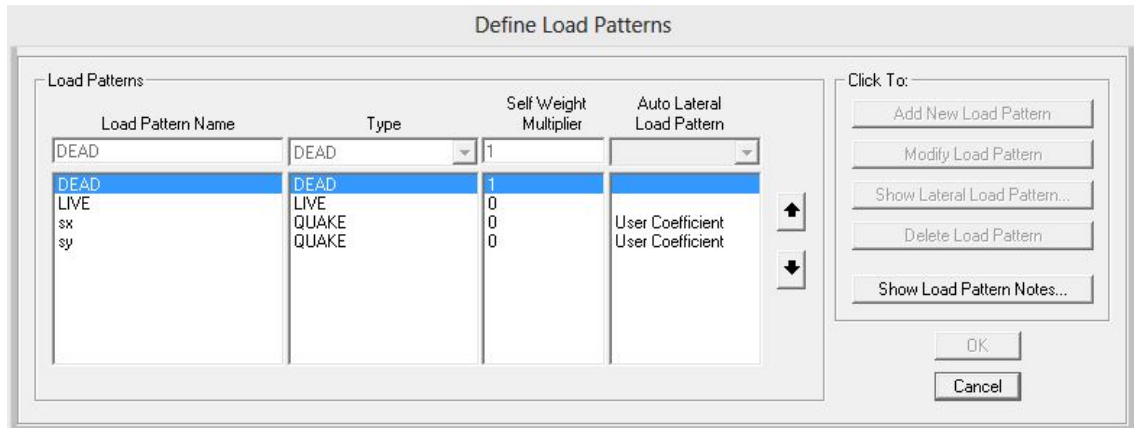 Define Load Patterns
Load Patterns
Load Pattern Name Type Self Weight Multiplier Auto Lateral Load Pattern
DEAD DEAD 1
DEAD DEAD 1
LIVE LIVE 0
sx QUAKE 0 User Coefficient
sy QUAKE 0 User Coefficient
Click To:
Add New Load Pattern
Modify Load Pattern
Show Lateral Load Pattern...
Delete Load Pattern
Show Load Pattern Notes...
OK
Cancel